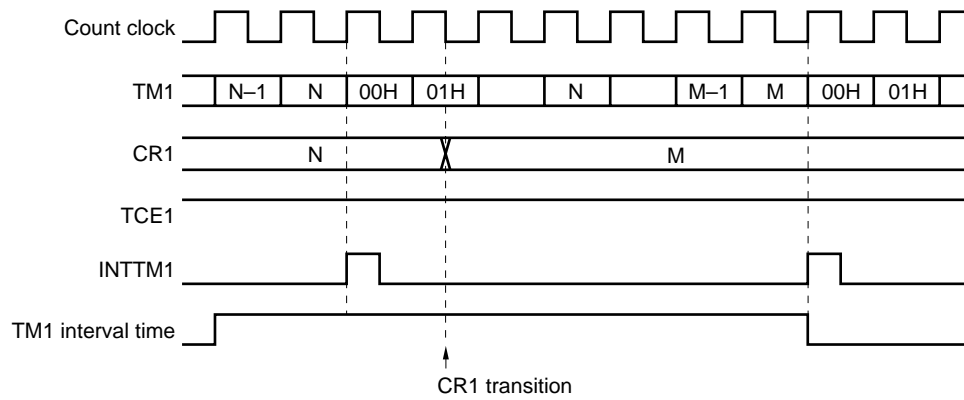 Count clock
TM1 N–1 N 00H 01H N M–1 M 00H 01H
CR1 N M
TCE1
INTTM1
TM1 interval time
CR1 transition